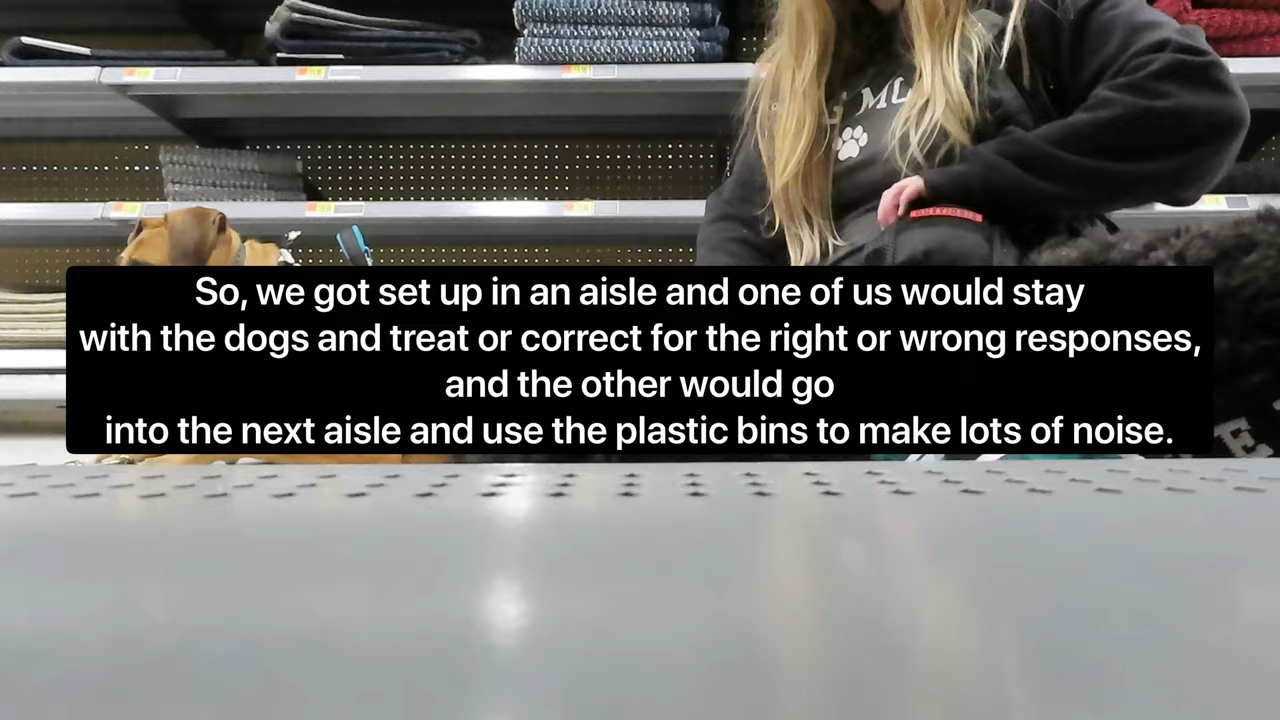 ML
So, we got set up in an aisle and one of us would stay
with the dogs and treat or correct for the right or wrong responses,
and the other would go
into the next aisle and use the plastic bins to make lots of noise.
E